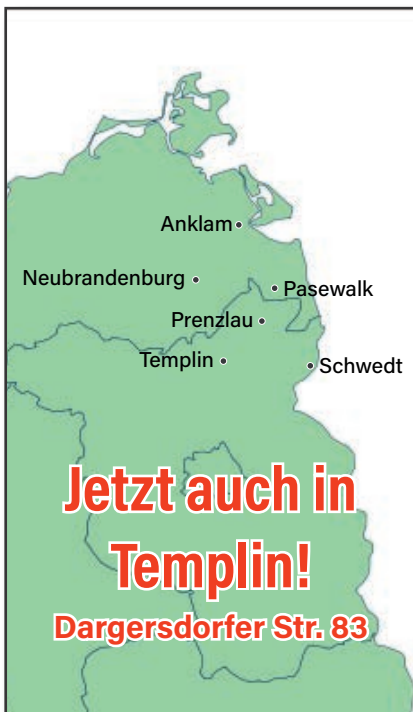 Anklam
Neubrandenburg
Pasewalk
Prenzlau
Templin
Schwedt
Jetzt auch in
Templin!
Dargersdorfer Str. 83